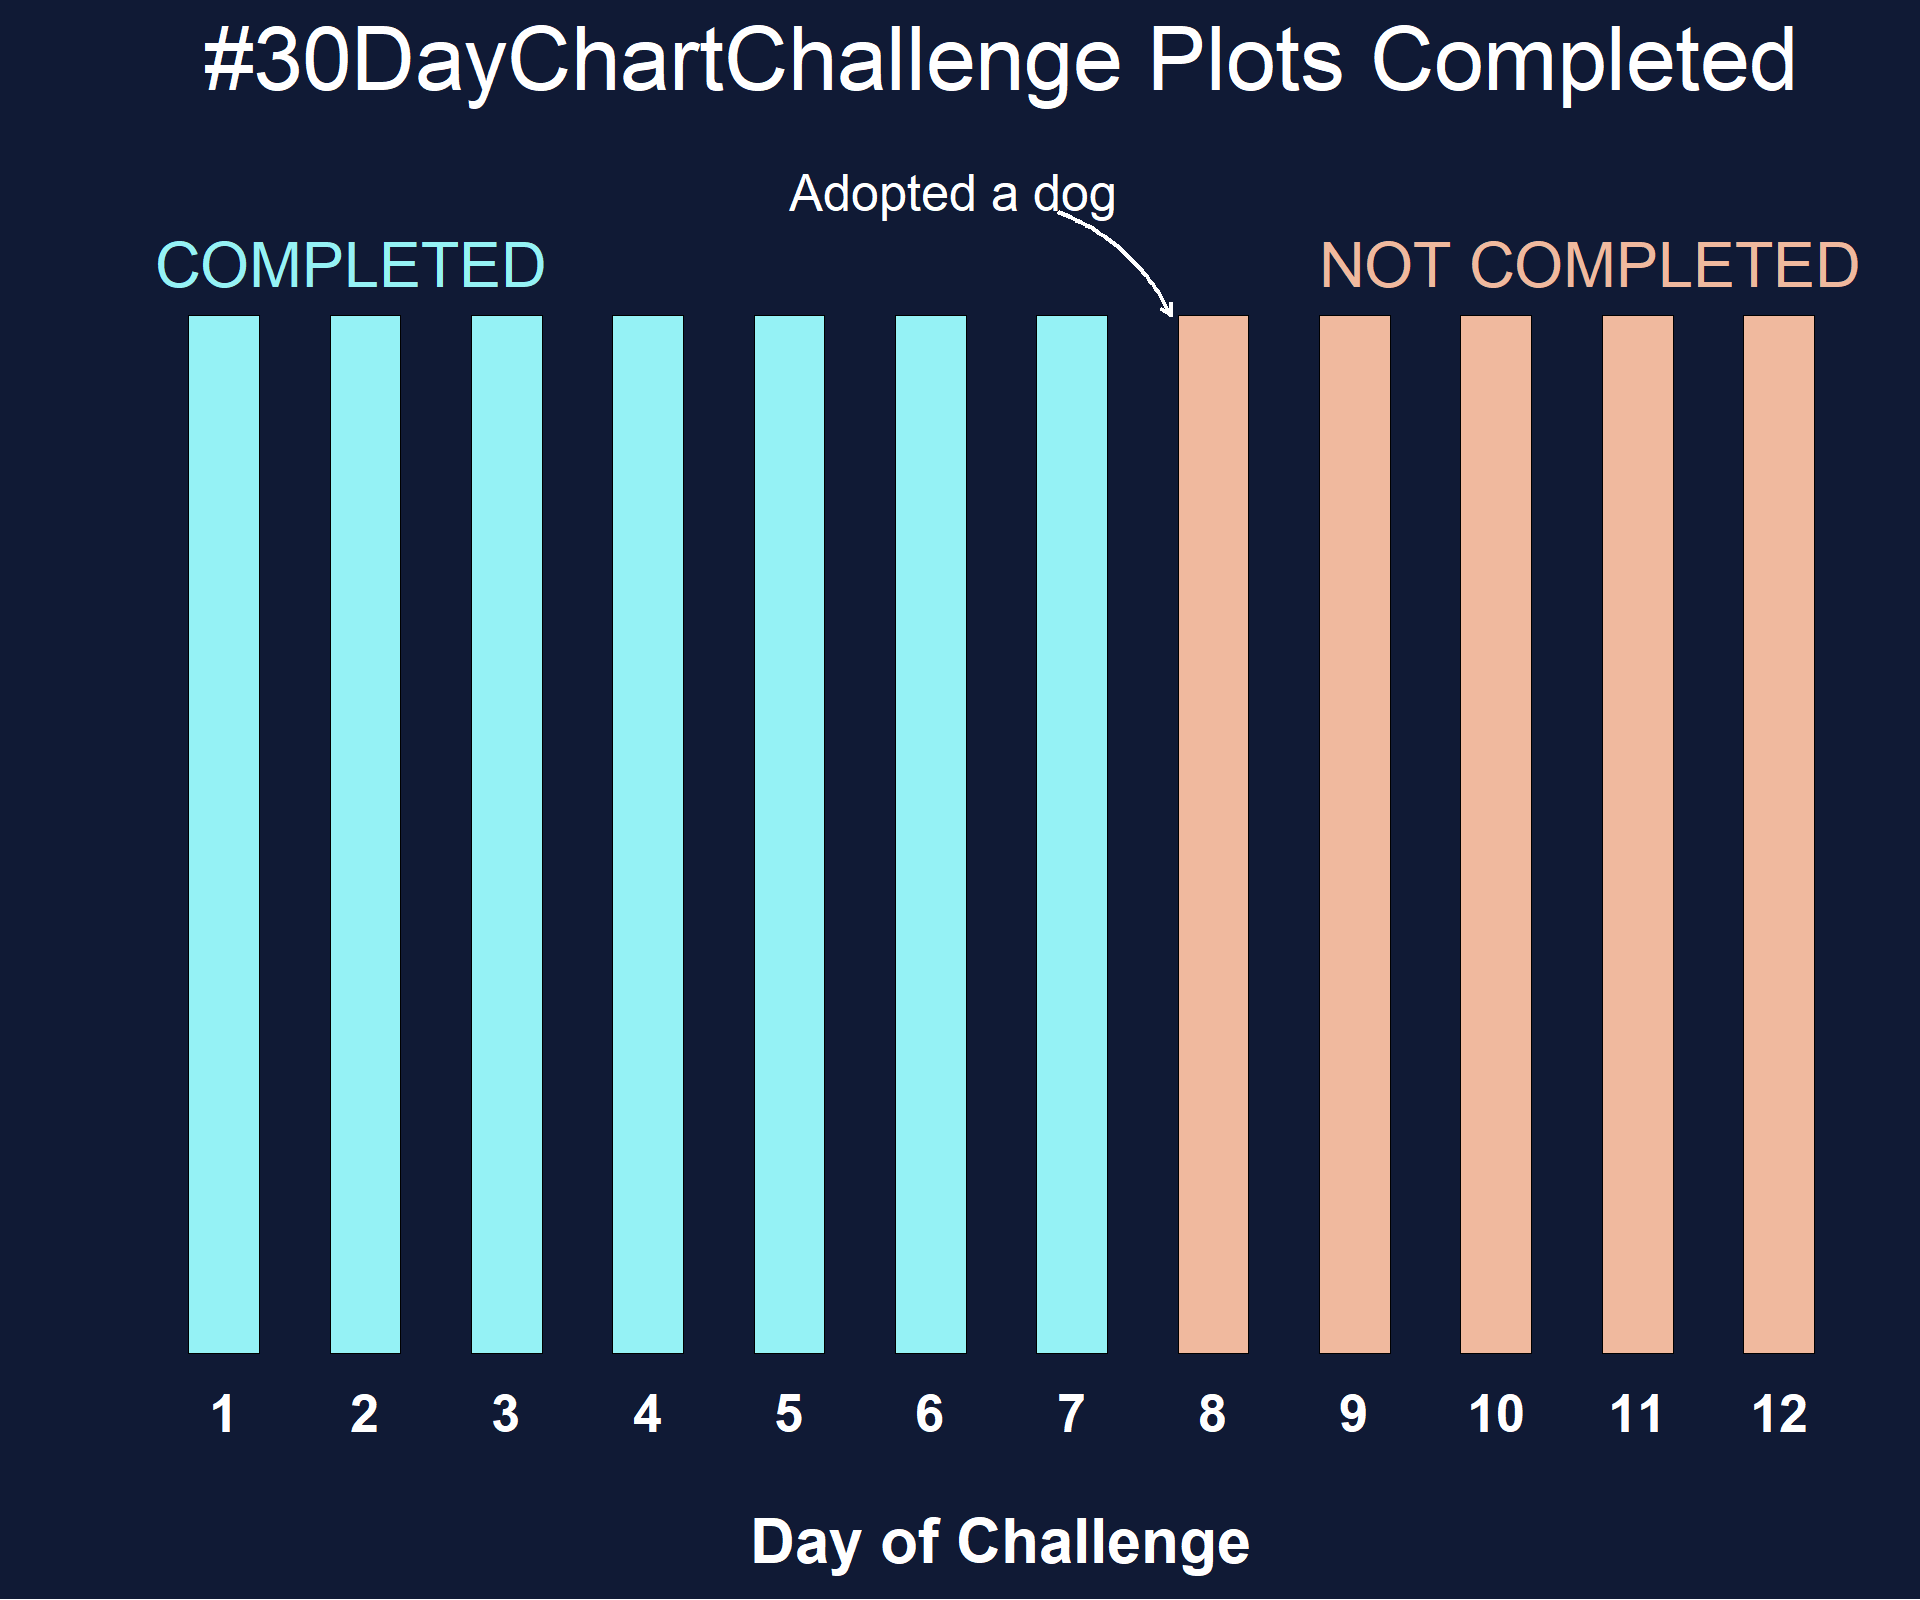 #30DayChartChallenge Plots Completed
Adopted a dog
COMPLETED NOT COMPLETED
1 2 3 4 5 6 7 8 9 10 11 12
Day of Challenge